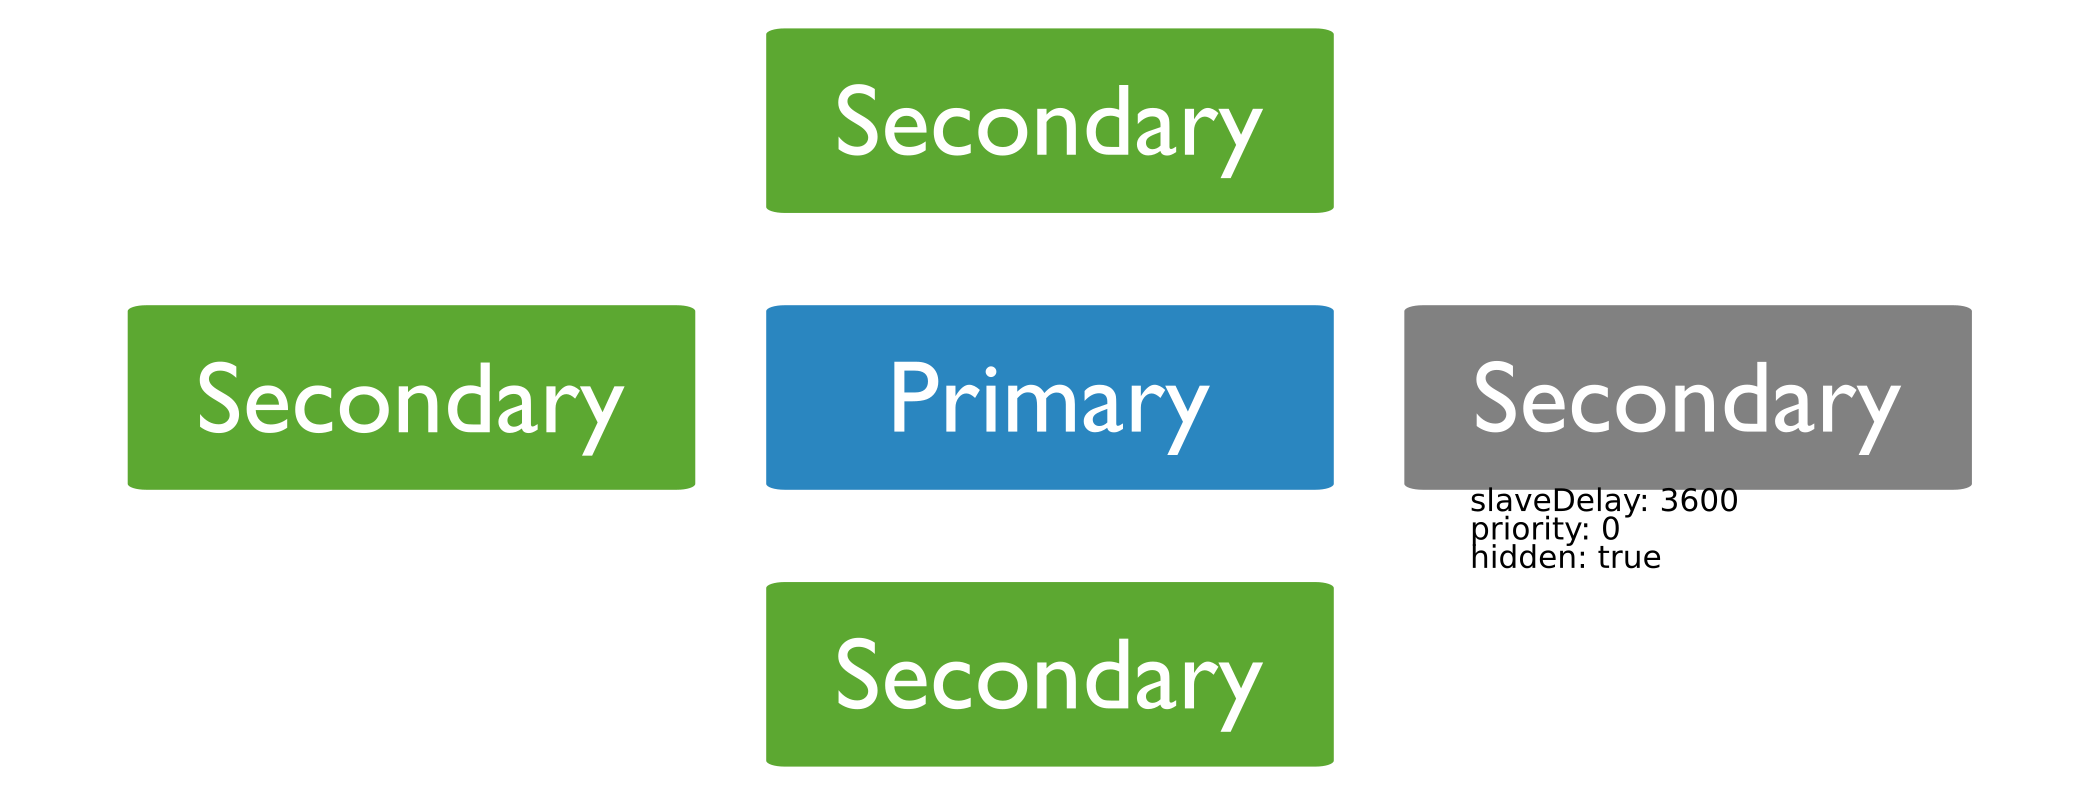 Secondary
Secondary
Primary
Secondary
slaveDelay: 3600
priority: 0
hidden: true
Secondary